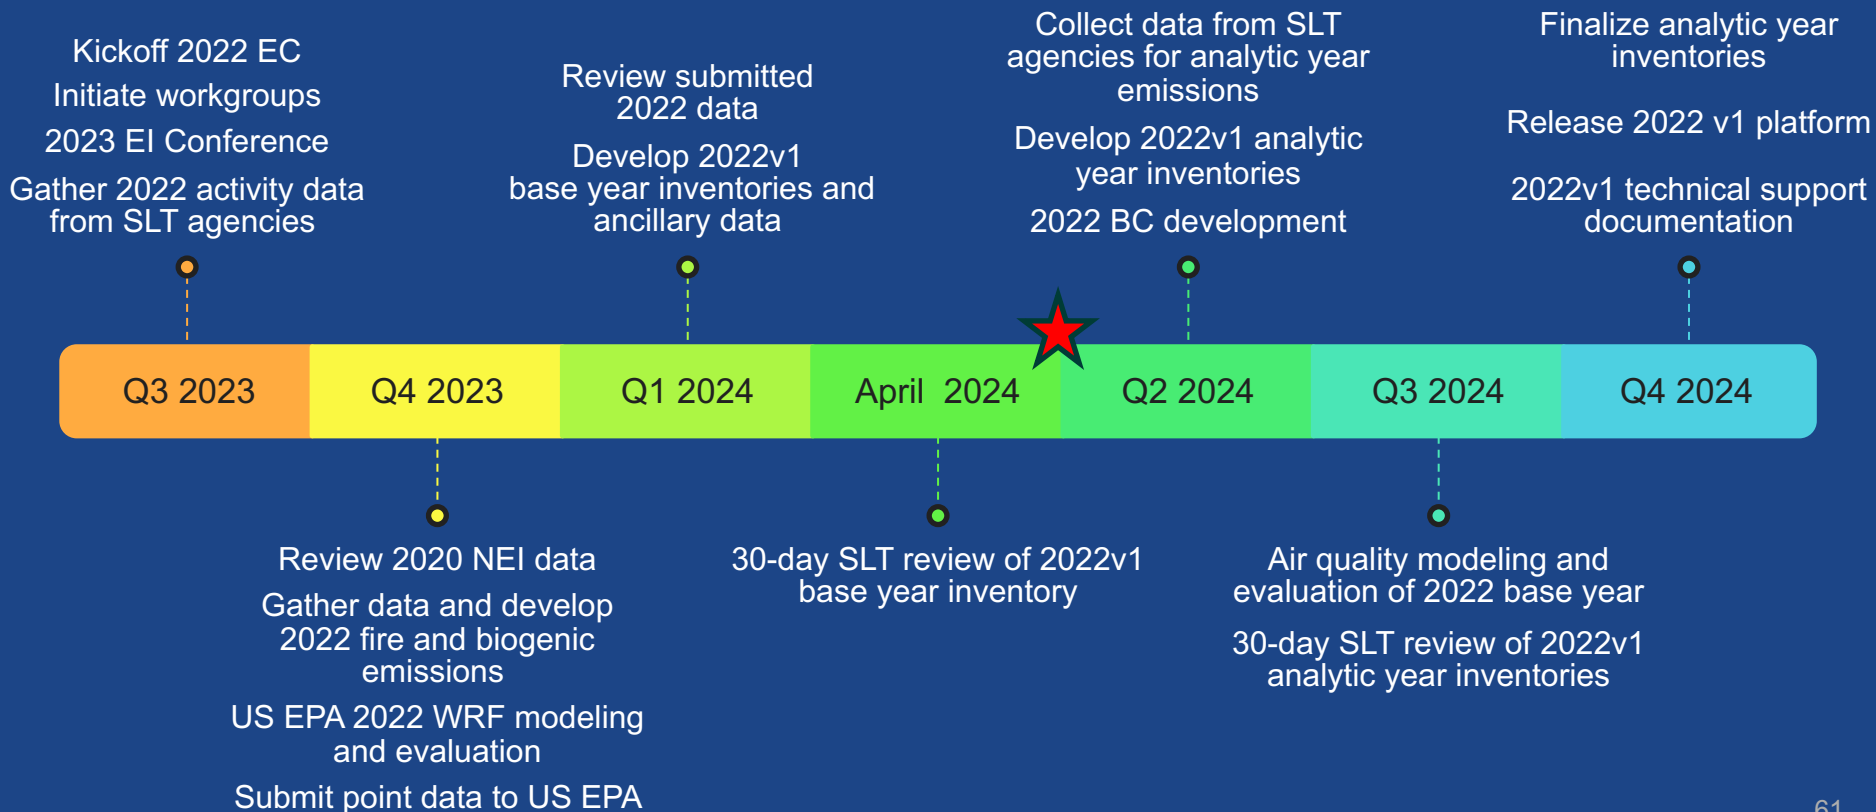 Kickoff 2022 EC
Initiate workgroups
2023 EI Conference
Gather 2022 activity data
from SLT agencies
Review submitted
2022 data
Develop 2022v1
base year inventories and
ancillary data
Collect data from SLT
agencies for analytic year
emissions
Develop 2022v1 analytic
year inventories
2022 BC development
Finalize analytic year
inventories
Release 2022 v1 platform
2022v1 technical support
documentation
Q3 2023
Q4 2023
Q1 2024
April 2024
Q2 2024
Q3 2024
Q4 2024
Review 2020 NEI data
Gather data and develop
2022 fire and biogenic
emissions
US EPA 2022 WRF modeling
and evaluation
Submit point data to US EPA
30-day SLT review of 2022v1
base year inventory
Air quality modeling and
evaluation of 2022 base year
30-day SLT review of 2022v1
analytic year inventories
61